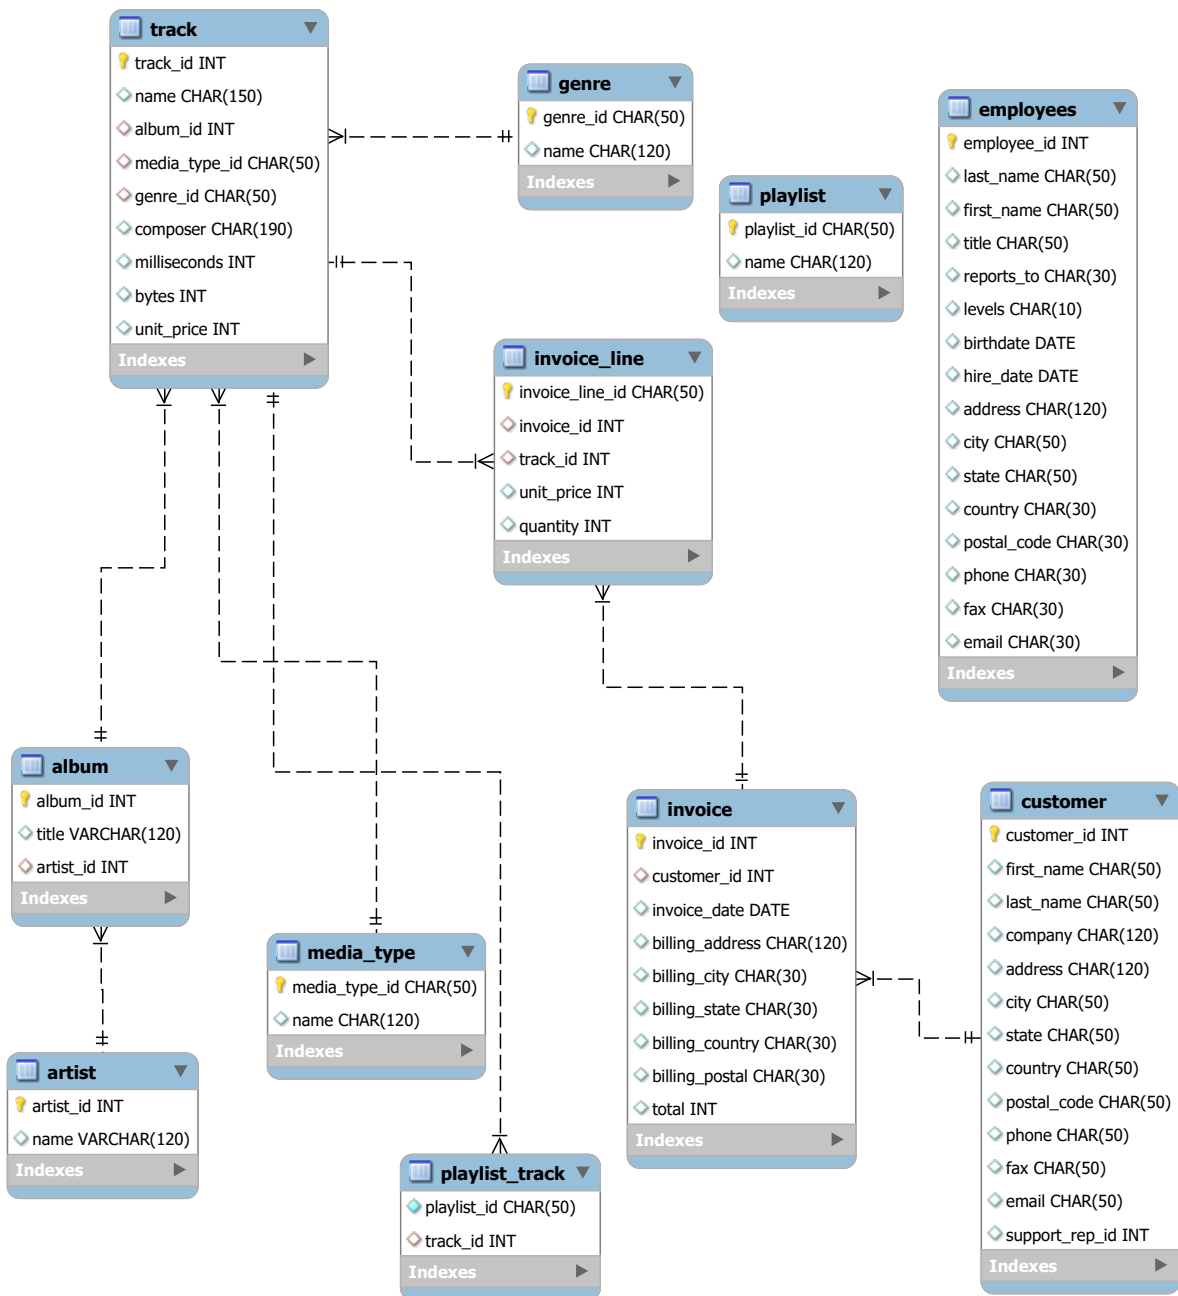 track
track_id INT
name CHAR(150)
album_id INT
media_type_id CHAR(50)
genre_id CHAR(50)
composer CHAR(190)
milliseconds INT
bytes INT
unit_price INT
Indexes
genre
genre_id CHAR(50)
name CHAR(120)
Indexes
playlist
playlist_id CHAR(50)
name CHAR(120)
Indexes
employees
employee_id INT
last_name CHAR(50)
first_name CHAR(50)
title CHAR(50)
reports_to CHAR(30)
levels CHAR(10)
birthdate DATE
hire_date DATE
address CHAR(120)
city CHAR(50)
state CHAR(50)
country CHAR(30)
postal_code CHAR(30)
phone CHAR(30)
fax CHAR(30)
email CHAR(30)
Indexes
invoice_line
invoice_line_id CHAR(50)
invoice_id INT
track_id INT
unit_price INT
quantity INT
Indexes
album
album_id INT
title VARCHAR(120)
artist_id INT
Indexes
media_type
media_type_id CHAR(50)
name CHAR(120)
Indexes
invoice
invoice_id INT
customer_id INT
invoice_date DATE
billing_address CHAR(120)
billing_city CHAR(30)
billing_state CHAR(30)
billing_country CHAR(30)
billing_postal CHAR(30)
total INT
Indexes
customer
customer_id INT
first_name CHAR(50)
last_name CHAR(50)
company CHAR(120)
address CHAR(120)
city CHAR(50)
state CHAR(50)
country CHAR(50)
postal_code CHAR(50)
phone CHAR(50)
fax CHAR(50)
email CHAR(50)
support_rep_id INT
Indexes
artist
artist_id INT
name VARCHAR(120)
Indexes
playlist_track
playlist_id CHAR(50)
track_id INT
Indexes